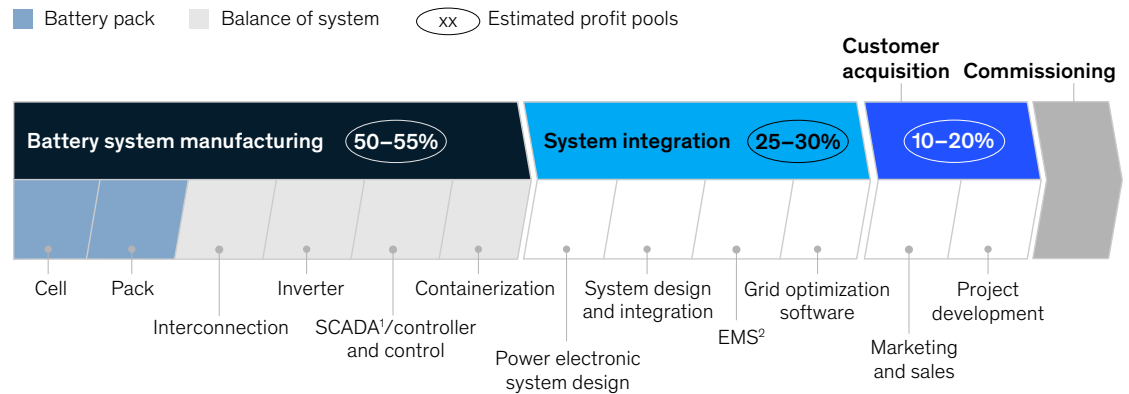 Battery pack
Balance of system
xx
Estimated profit pools
Customer
acquisition
Commissioning
Battery system manufacturing
50–55%
System integration
25–30%
10–20%
Cell
Pack
Interconnection
Inverter
SCADA¹/controller
and control
Containerization
Power electronic
system design
System design
and integration
EMS²
Grid optimization
software
Marketing
and sales
Project
development